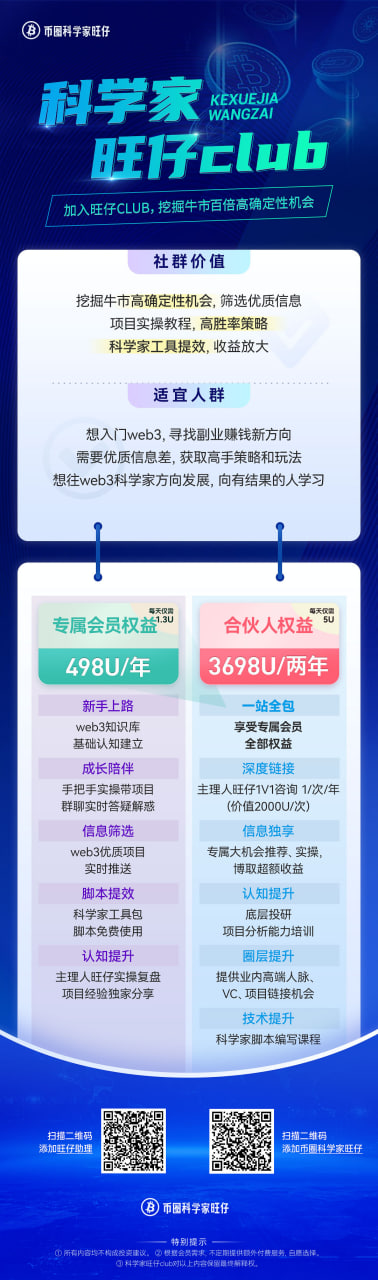 币圈科学家旺仔
科学家
KEXUEJIA
WANGZAI
旺仔club
加入旺仔CLUB，挖掘牛市百倍高确定性机会
社群价值
挖掘牛市高确定性机会, 筛选优质信息
项目实操教程, 高胜率策略
科学家工具提效, 收益放大
适宜人群
想入门web3, 寻找副业赚钱新方向
需要优质信息差, 获取高手策略和玩法
想往web3科学家方向发展, 向有结果的人学习
专属会员权益
每天仅需
1.3U
498U/年
新手上路
web3知识库
基础认知建立
成长陪伴
手把手实操带项目
群聊实时答疑解惑
信息筛选
web3优质项目
实时推送
脚本提效
科学家工具包
脚本免费使用
认知提升
主理人旺仔实操复盘
项目经验独家分享
合伙人权益
每天仅需
5U
3698U/两年
一站全包
享受专属会员
全部权益
深度链接
主理人旺仔1V1咨询 1/次/年
(价值2000U/次)
信息独享
专属大机会推荐、实操,
博取超额收益
认知提升
底层投研
项目分析能力培训
圈层提升
提供业内高端人脉、
VC、项目链接机会
技术提升
科学家脚本编写课程
扫描二维码
添加旺仔助理
扫描二维码
添加币圈科学家旺仔
币圈科学家旺仔
特别提示
① 所有内容均不构成投资建议。 ② 根据会员需求, 不定期提供额外付费服务, 自愿选择。
③ 科学家旺仔club对以上内容保留最终解释权。